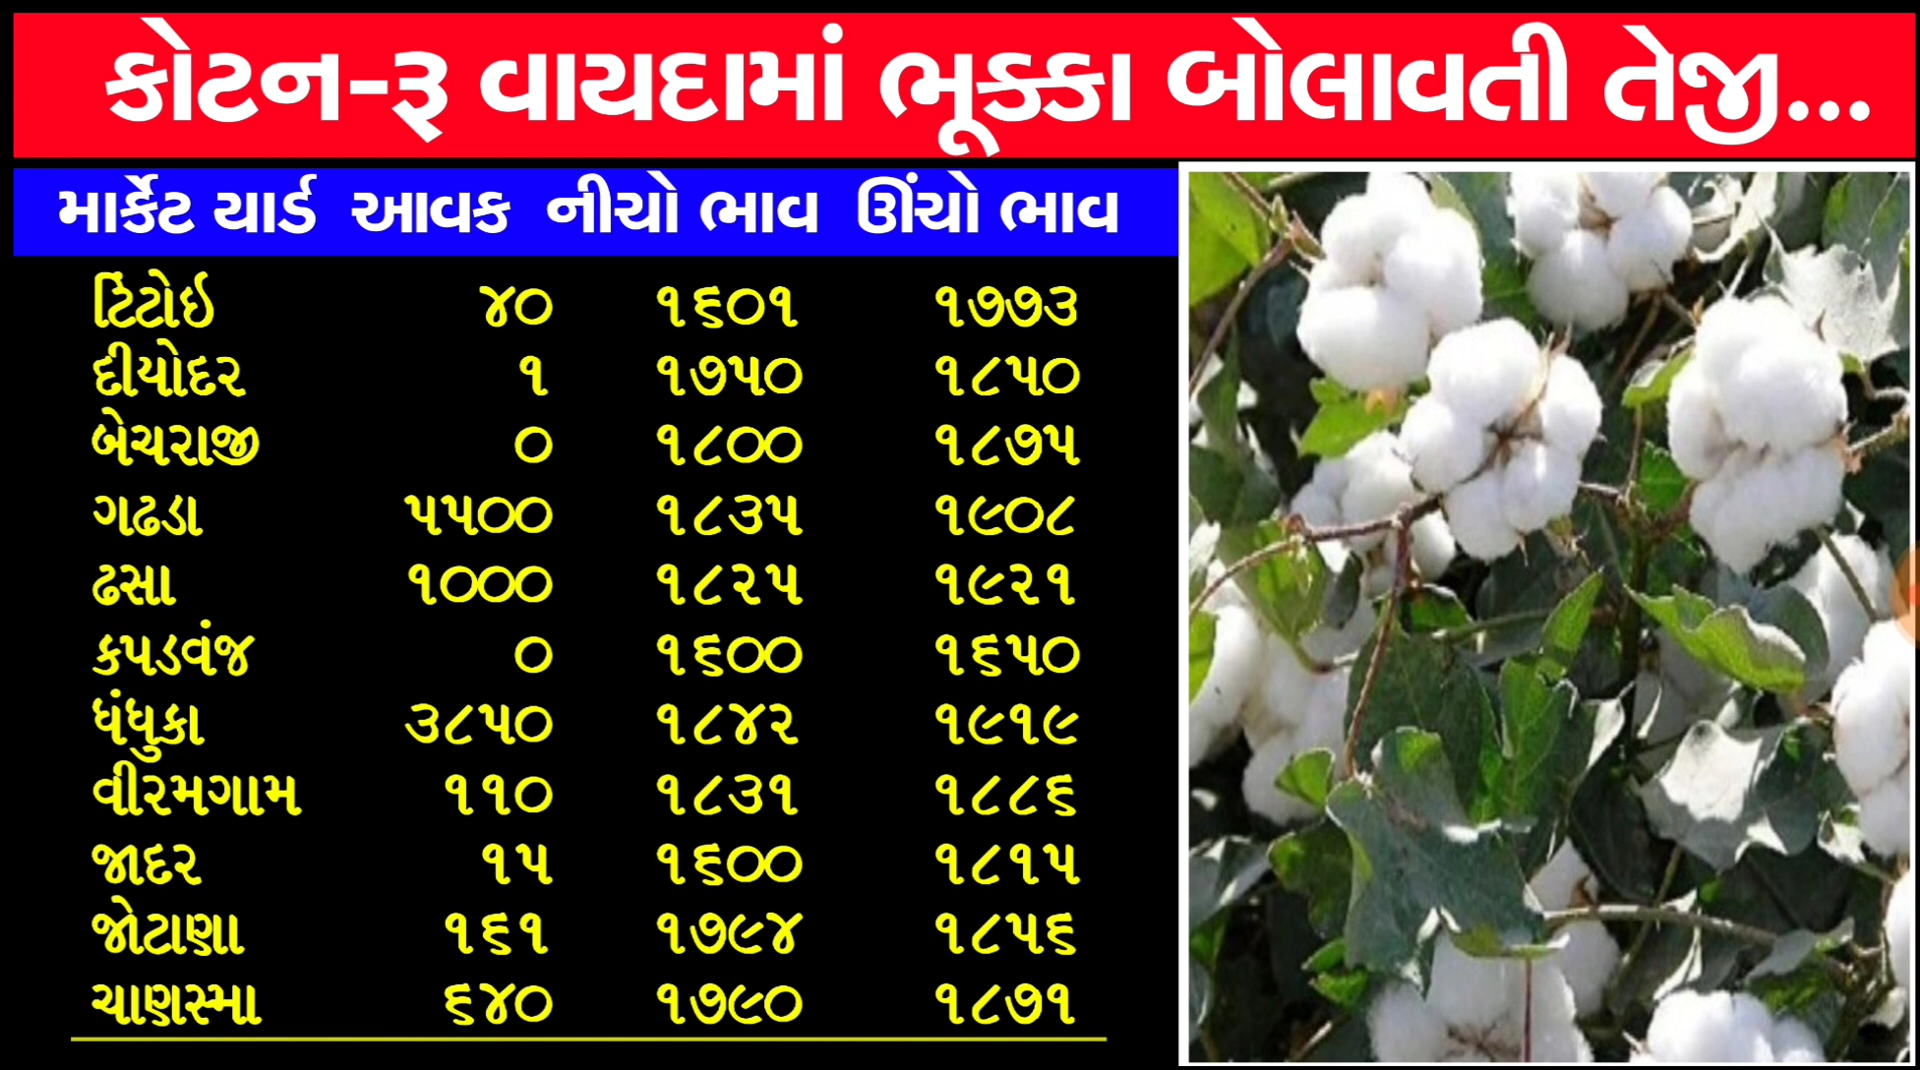 કોટન-રૂ વાયદામાં ભૂક્કા બોલાવતી તેજી...
માર્કેટ યાર્ડ આવક નીચો ભાવ ઊંચો ભાવ
ટિંટોઇ ૪૦ ૧૬૦૧ ૧૭૭૩
દીયોદર ૧ ૧૭૫૦ ૧૮૫૦
બેચરાજી ૦ ૧૮૦૦ ૧૮૭૫
ગઢડા ૫૫૦૦ ૧૮૩૫ ૧૯૦૮
ઢસા ૧૦૦૦ ૧૮૨૫ ૧૯૨૧
કપડવંજ ૦ ૧૬૦૦ ૧૬૫૦
ધંધુકા ૩૮૫૦ ૧૮૪૨ ૧૯૧૯
વીરમગામ ૧૧૦ ૧૮૩૧ ૧૮૮૬
જાદર ૧૫ ૧૬૦૦ ૧૮૧૫
જોટાણા ૧૬૧ ૧૭૯૪ ૧૮૫૬
ચાણસ્મા ૬૪૦ ૧૭૯૦ ૧૮૭૧